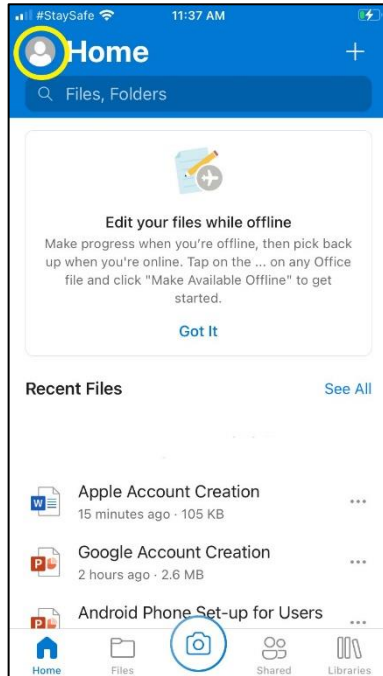 #StaySafe 11:37 AM
Home
Files, Folders
Edit your files while offline
Make progress when you're offline, then pick back
up when you're online. Tap on the ... on any Office
file and click "Make Available Offline" to get
started.
Got It
Recent Files See All
Apple Account Creation
15 minutes ago · 105 KB
Google Account Creation
2 hours ago · 2.6 MB
Android Phone Set-up for Users
Home Files Shared Libraries